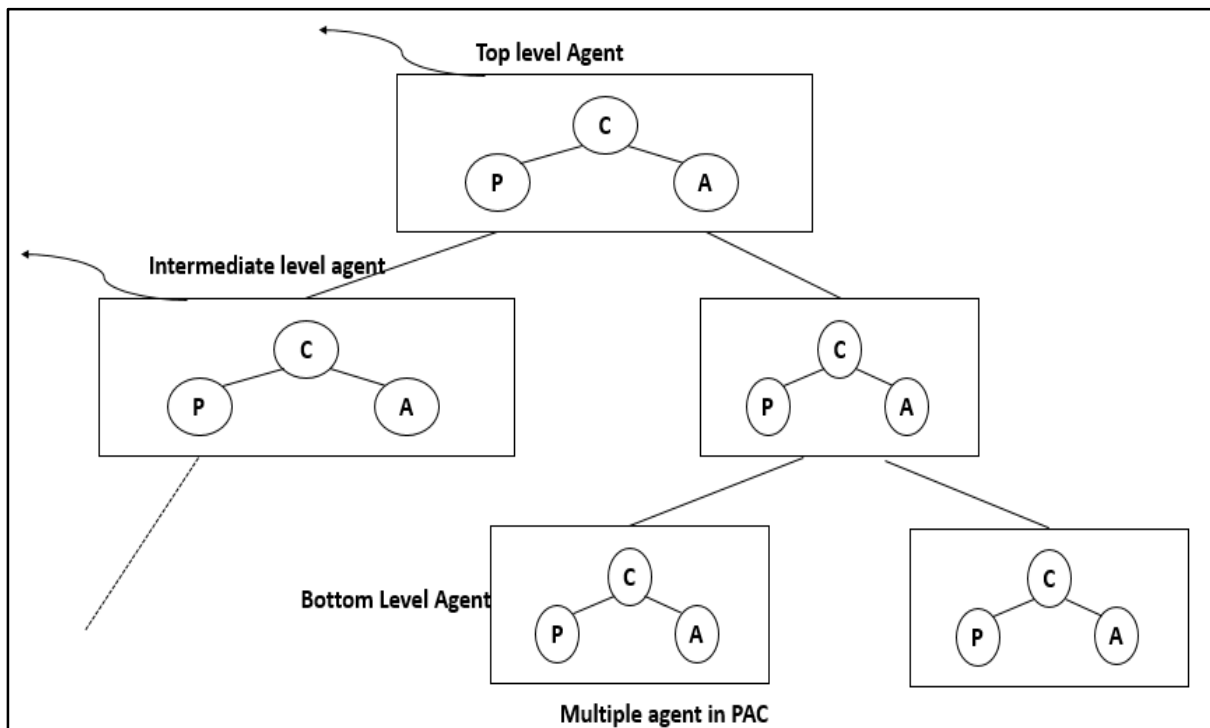 Top level Agent
C
P
A
Intermediate level agent
C
P
A
C
P
A
Bottom Level Agent
C
P
A
C
P
A
Multiple agent in PAC